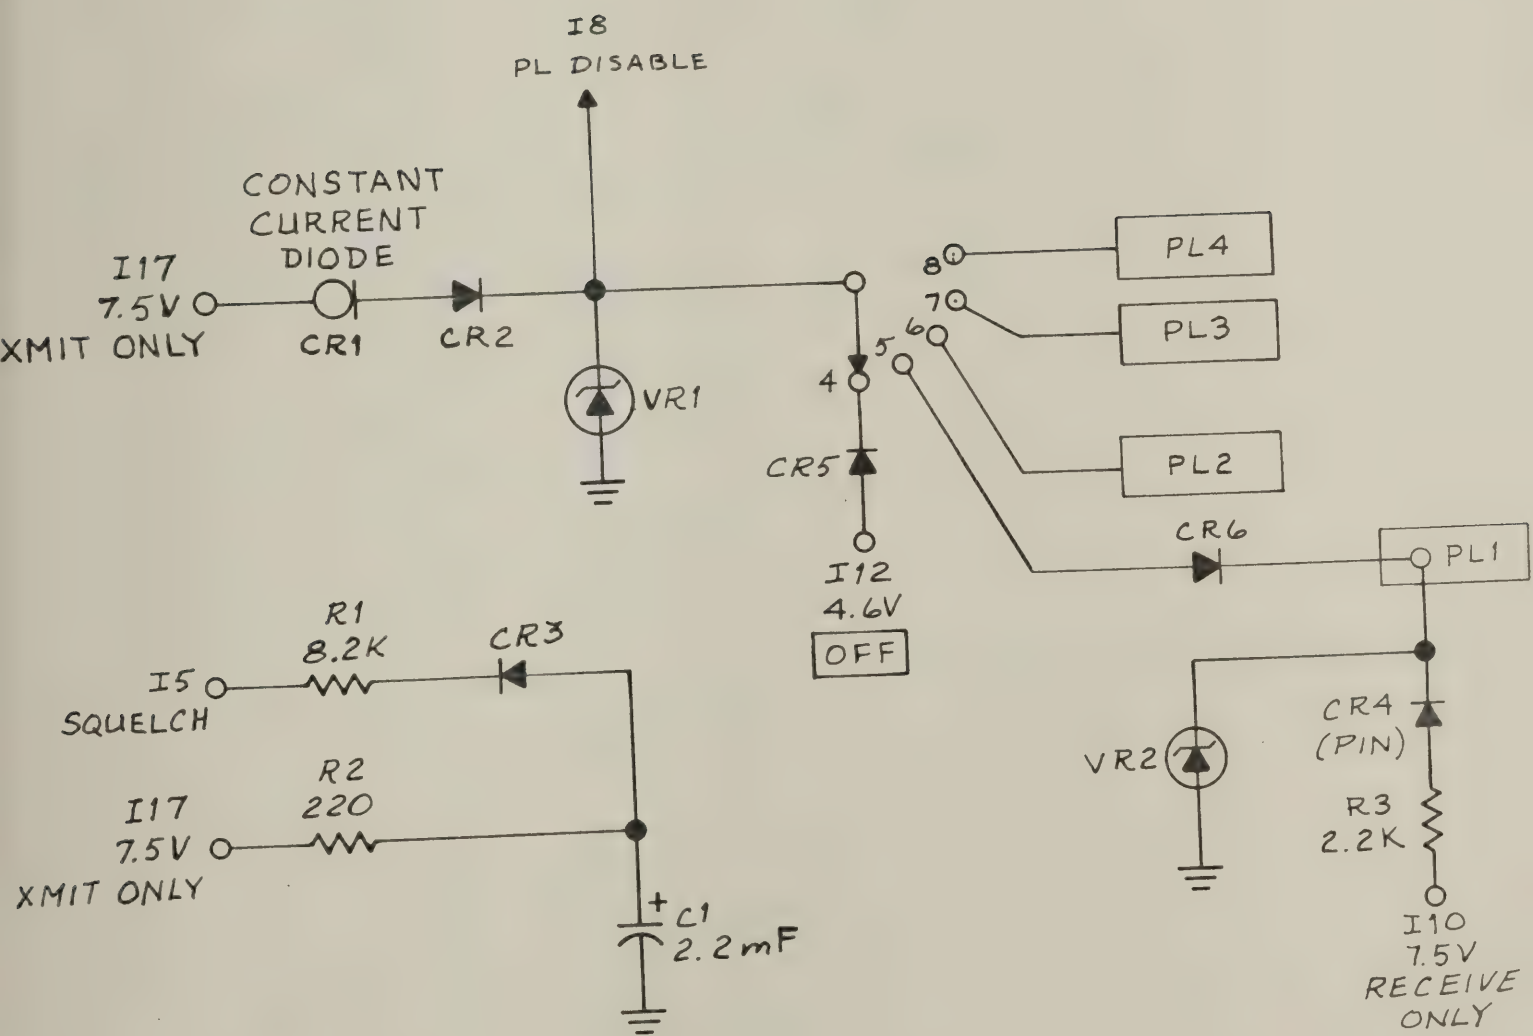 I8
PL DISABLE
CONSTANT
CURRENT
DIODE
I17
7.5V
XMIT ONLY
CR1
CR2
VR1
8
7
6
5
4
PL4
PL3
PL2
CR5
I12
4.6V
OFF
CR6
PL1
R1
8.2K
CR3
I5
SQUELCH
R2
220
I17
7.5V
XMIT ONLY
+
C1
2.2mF
VR2
CR4
(PIN)
R3
2.2K
I10
7.5V
RECEIVE
ONLY